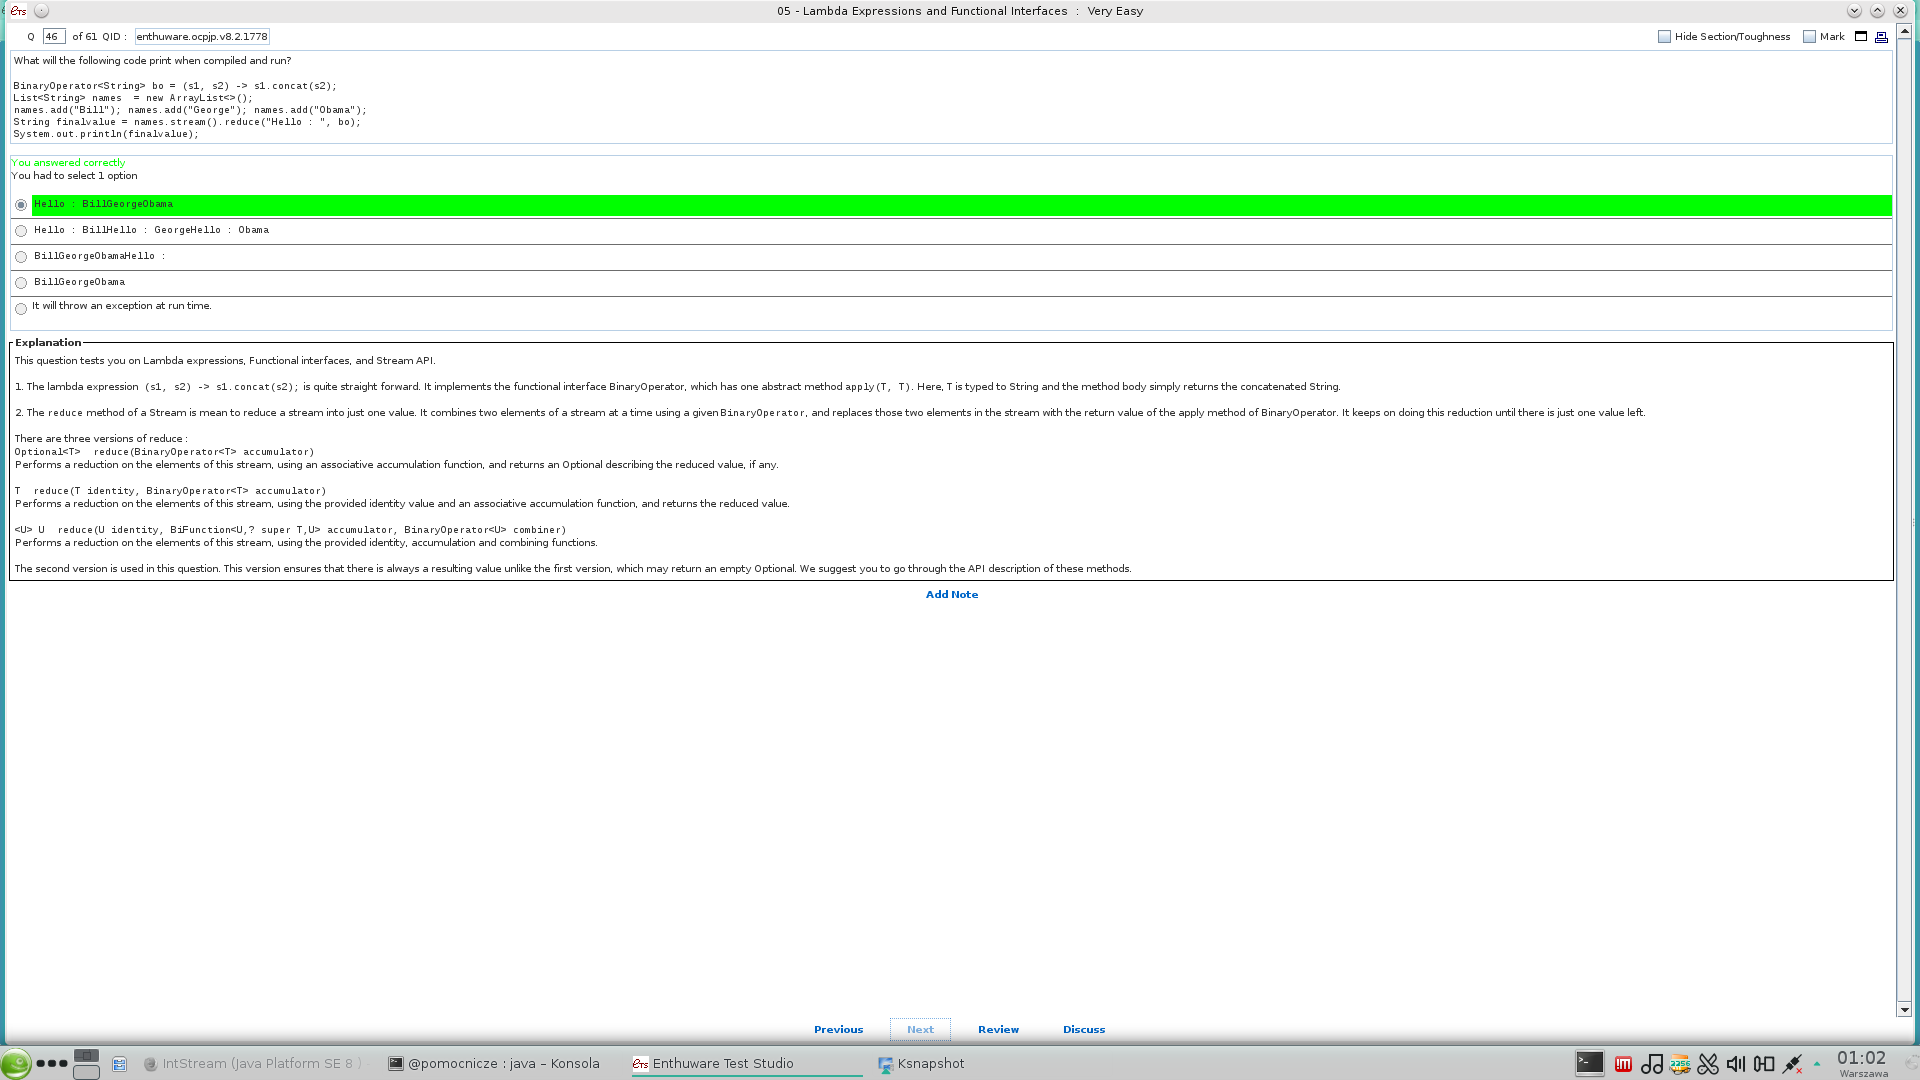 ETS
05 - Lambda Expressions and Functional Interfaces : Very Easy
Q 46 of 61 QID : enthuware.ocpjp.v8.2.1778
Hide Section/Toughness Mark
What will the following code print when compiled and run?
BinaryOperator<String> bo = (s1, s2) -> s1.concat(s2);
List<String> names  = new ArrayList<>();
names.add("Bill"); names.add("George"); names.add("Obama");
String finalvalue = names.stream().reduce("Hello : ", bo);
System.out.println(finalvalue);
You answered correctly
You had to select 1 option
Hello : BillGeorgeObama
Hello : BillHello : GeorgeHello : Obama
BillGeorgeObamaHello :
BillGeorgeObama
It will throw an exception at run time.
Explanation
This question tests you on Lambda expressions, Functional interfaces, and Stream API.
1. The lambda expression (s1, s2) -> s1.concat(s2); is quite straight forward. It implements the functional interface BinaryOperator, which has one abstract method apply(T, T). Here, T is typed to String and the method body simply returns the concatenated String.
2. The reduce method of a Stream is mean to reduce a stream into just one value. It combines two elements of a stream at a time using a given BinaryOperator, and replaces those two elements in the stream with the return value of the apply method of BinaryOperator. It keeps on doing this reduction until there is just one value left.
There are three versions of reduce :
Optional<T>  reduce(BinaryOperator<T> accumulator)
Performs a reduction on the elements of this stream, using an associative accumulation function, and returns an Optional describing the reduced value, if any.
T  reduce(T identity, BinaryOperator<T> accumulator)
Performs a reduction on the elements of this stream, using the provided identity value and an associative accumulation function, and returns the reduced value.
<U> U  reduce(U identity, BiFunction<U,? super T,U> accumulator, BinaryOperator<U> combiner)
Performs a reduction on the elements of this stream, using the provided identity, accumulation and combining functions.
The second version is used in this question. This version ensures that there is always a resulting value unlike the first version, which may return an empty Optional. We suggest you to go through the API description of these methods.
Add Note
Previous Next Review Discuss
IntStream (Java Platform SE 8 ) @pomocnicze : java – Konsola ETS Enthuware Test Studio Ksnapshot 01:02
Warszawa